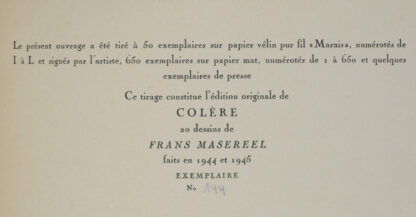 Le présent ouvrage a été tiré à 50 exemplaires sur papier vélin pur fil «Marais», numérotés de
I à L et signés par l'artiste, 650 exemplaires sur papier mat, numérotés de 1 à 650 et quelques
exemplaires de presse
Ce tirage constitue l'édition originale de
COLÈRE
20 dessins de
FRANS MASEREEL
faits en 1944 et 1945
EXEMPLAIRE
No 144